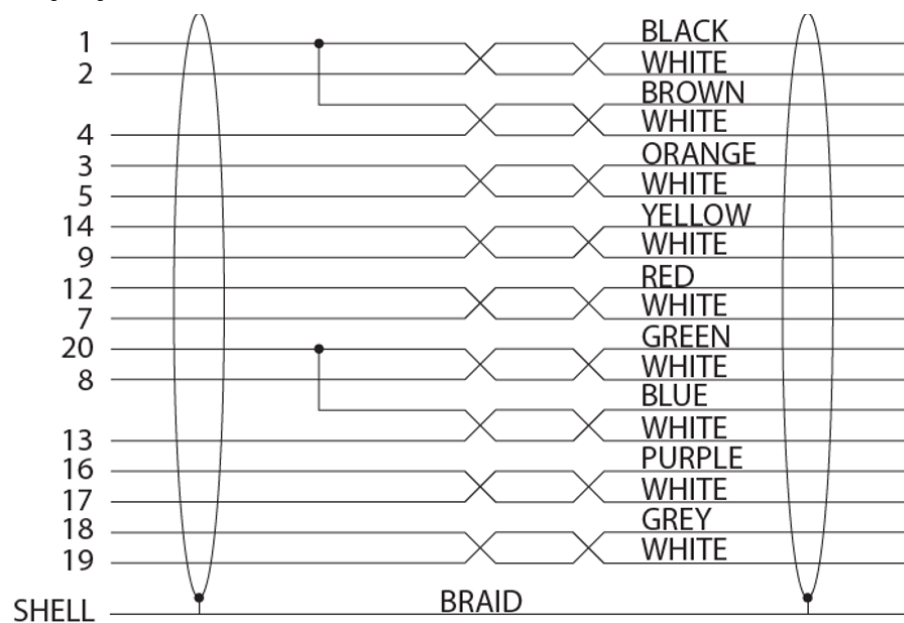 1 BLACK
2 WHITE
BROWN
4 WHITE
3 ORANGE
5 WHITE
14 YELLOW
9 WHITE
12 RED
7 WHITE
20 GREEN
8 WHITE
BLUE
13 WHITE
16 PURPLE
17 WHITE
18 GREY
19 WHITE
SHELL BRAID